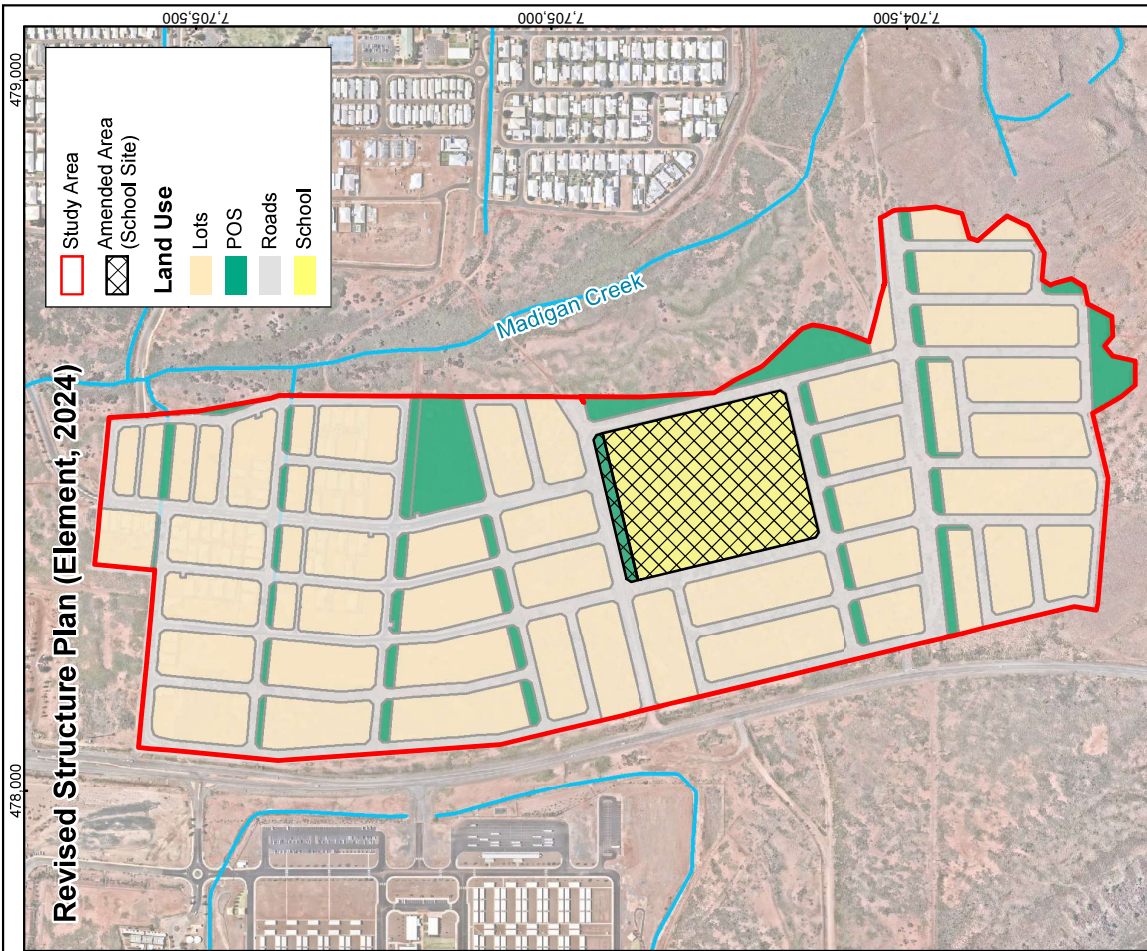 Revised Structure Plan (Element, 2024)
Study Area
Amended Area
(School Site)
Land Use
Lots
POS
Roads
School
Madigan Creek
478,000
479,000
7,705,500
7,705,000
7,704,500